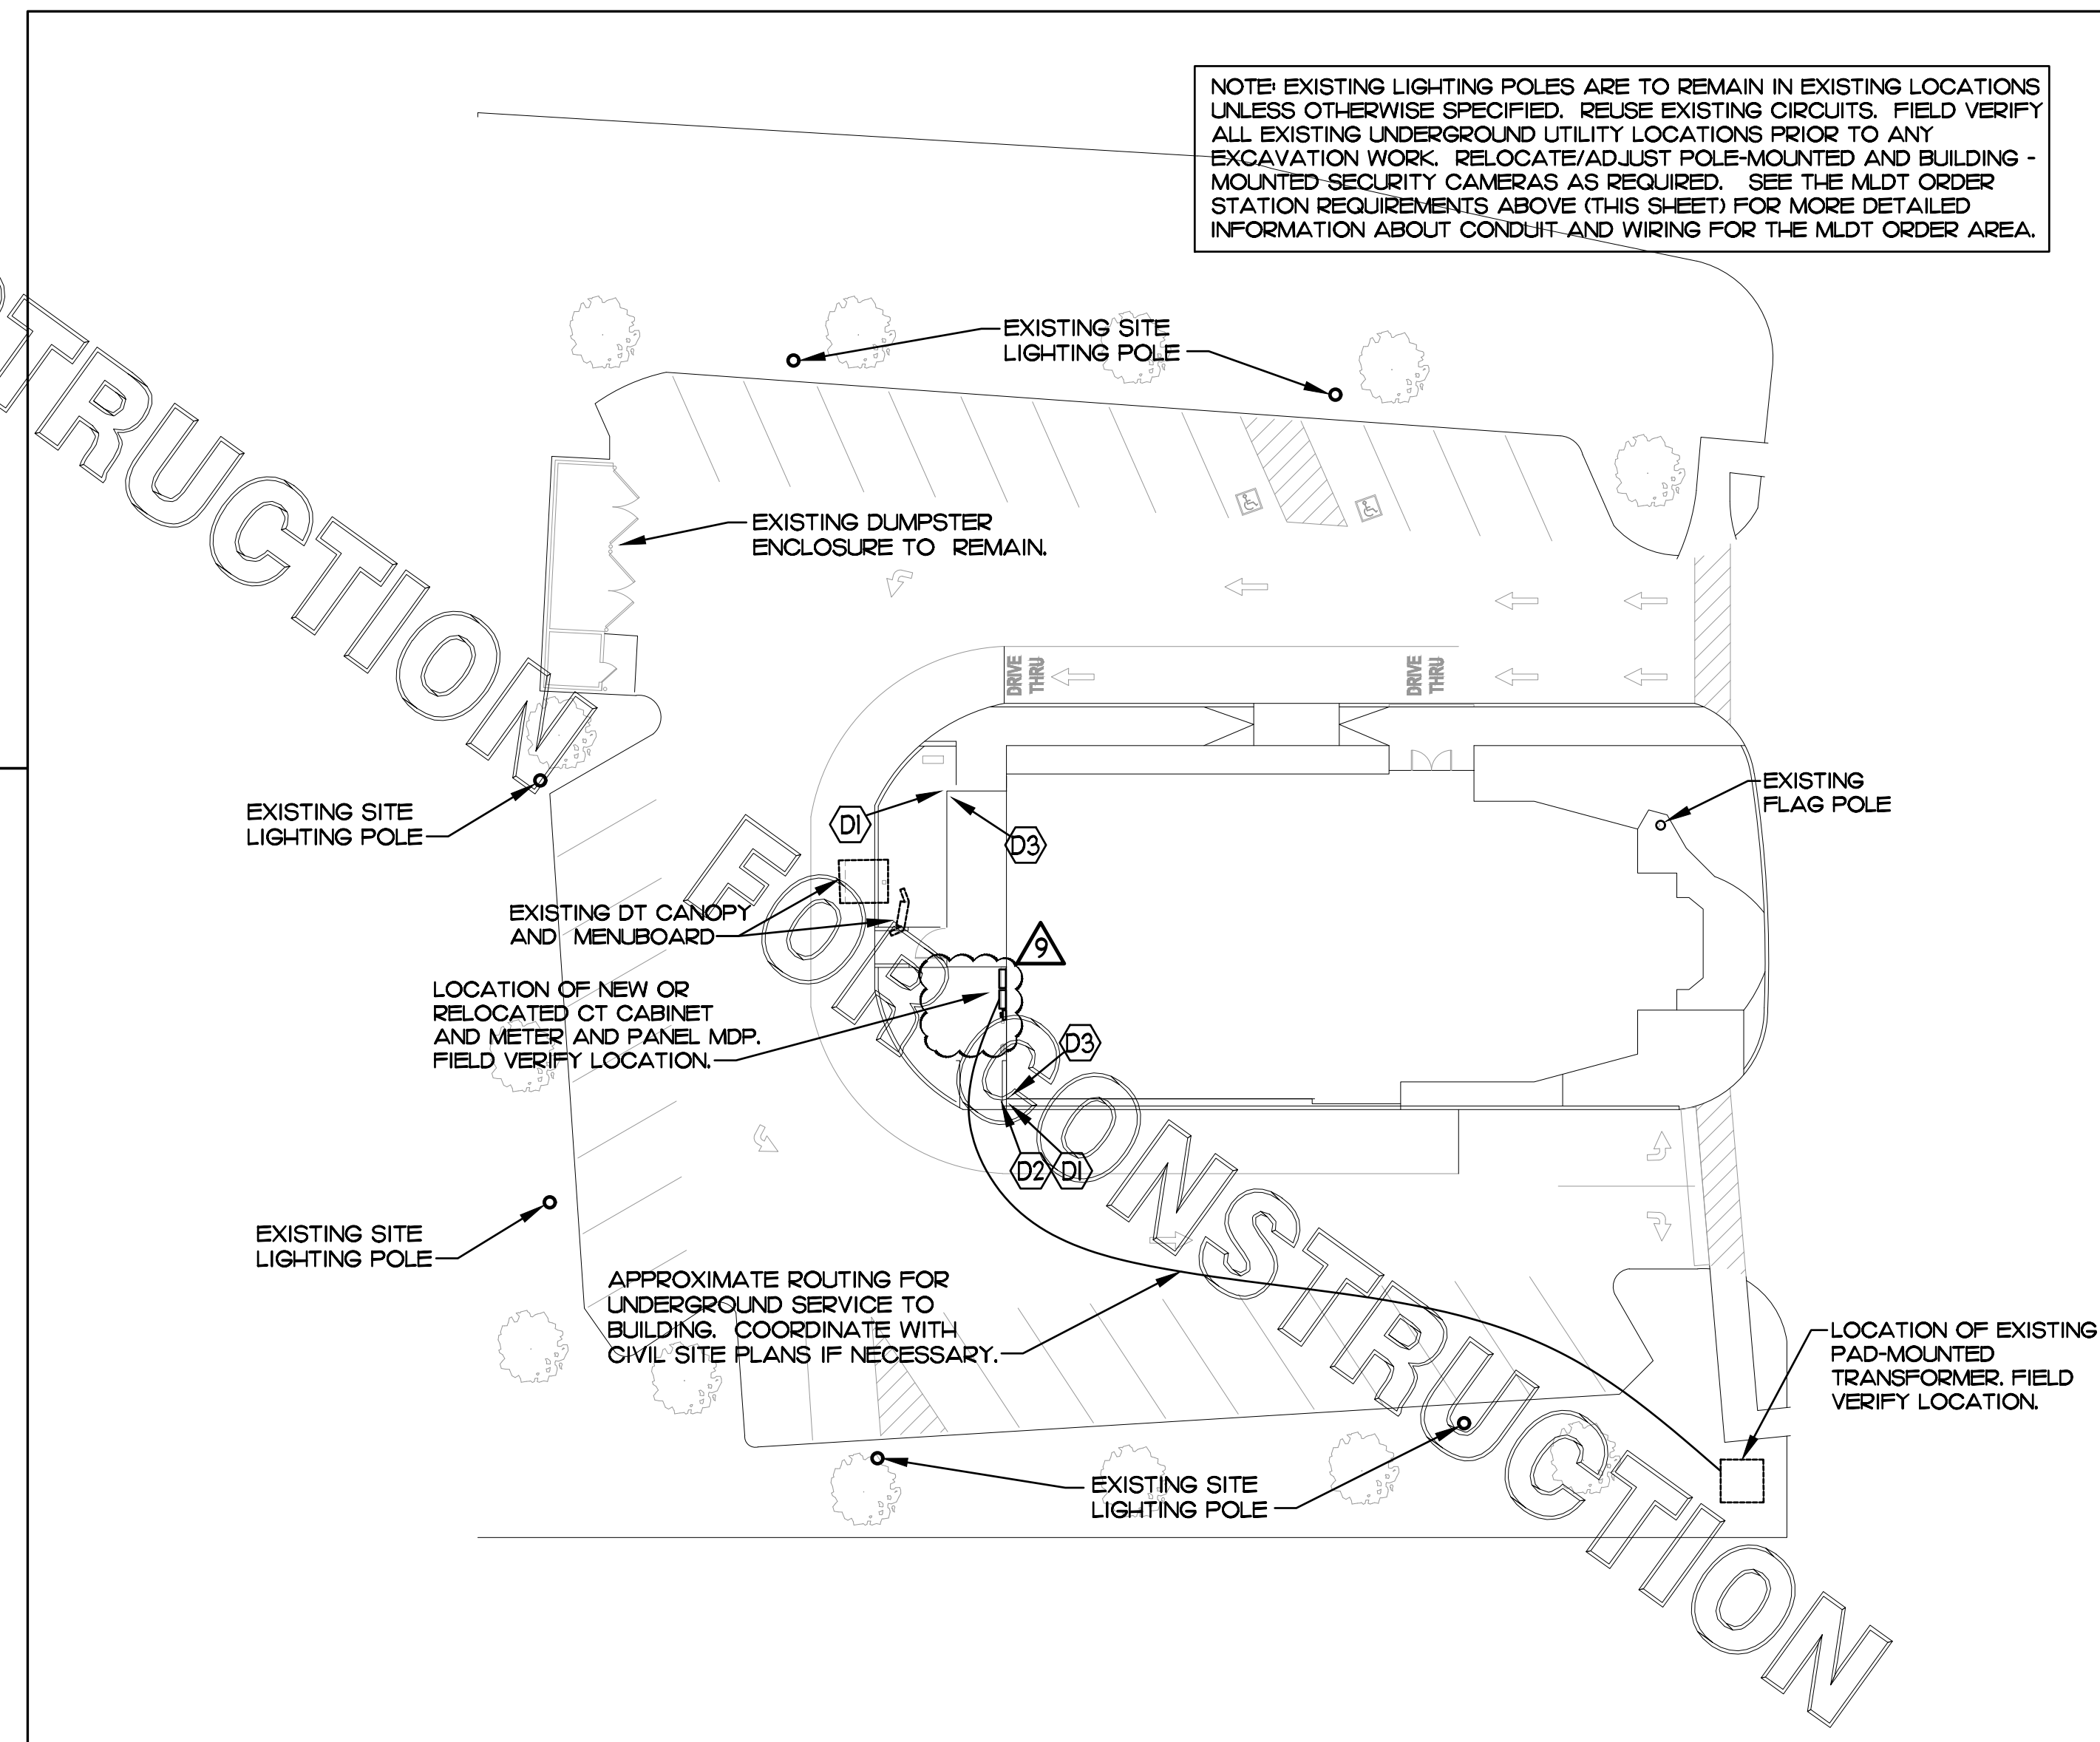 NOTE: EXISTING LIGHTING POLES ARE TO REMAIN IN EXISTING LOCATIONS
UNLESS OTHERWISE SPECIFIED. REUSE EXISTING CIRCUITS. FIELD VERIFY
ALL EXISTING UNDERGROUND UTILITY LOCATIONS PRIOR TO ANY
EXCAVATION WORK. RELOCATE/ADJUST POLE-MOUNTED AND BUILDING -
MOUNTED SECURITY CAMERAS AS REQUIRED. SEE THE MLDT ORDER
STATION REQUIREMENTS ABOVE (THIS SHEET) FOR MORE DETAILED
INFORMATION ABOUT CONDUIT AND WIRING FOR THE MLDT ORDER AREA.
EXISTING SITE
LIGHTING POLE
TRUCTION
EXISTING DUMPSTER
ENCLOSURE TO REMAIN.
DRIVE
THRU
DRIVE
THRU
EXISTING
FLAG POLE
EXISTING SITE
LIGHTING POLE
D1
D3
EXISTING DT CANOPY
AND MENUBOARD
9
LOCATION OF NEW OR
RELOCATED CT CABINET
AND METER AND PANEL MDP.
FIELD VERIFY LOCATION.
D3
D2
D1
FOR CONSTRUCTION
EXISTING SITE
LIGHTING POLE
APPROXIMATE ROUTING FOR
UNDERGROUND SERVICE TO
BUILDING. COORDINATE WITH
CIVIL SITE PLANS IF NECESSARY.
LOCATION OF EXISTING
PAD-MOUNTED
TRANSFORMER. FIELD
VERIFY LOCATION.
EXISTING SITE
LIGHTING POLE